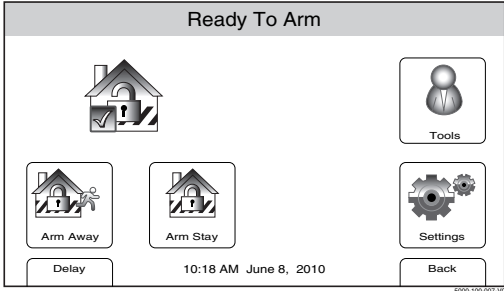 Ready To Arm
Tools
Arm Away
Arm Stay
Settings
Delay
10:18 AM June 8, 2010
Back